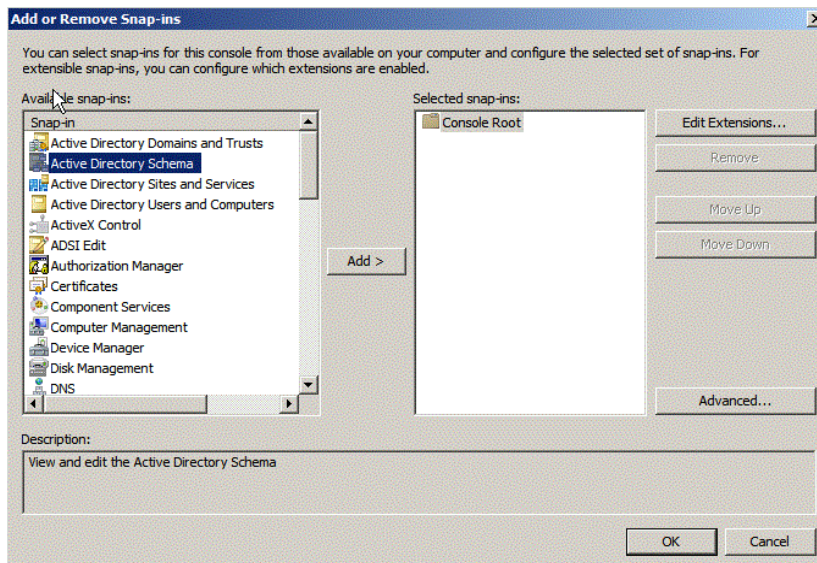 Add or Remove Snap-ins
You can select snap-ins for this console from those available on your computer and configure the selected set of snap-ins. For
extensible snap-ins, you can configure which extensions are enabled.
Available snap-ins:
Snap-in
Active Directory Domains and Trusts
Active Directory Schema
Active Directory Sites and Services
Active Directory Users and Computers
ActiveX Control
ADSI Edit
Authorization Manager
Certificates
Component Services
Computer Management
Device Manager
Disk Management
DNS
Add >
Selected snap-ins:
Console Root
Edit Extensions...
Remove
Move Up
Move Down
Advanced...
Description:
View and edit the Active Directory Schema
OK
Cancel